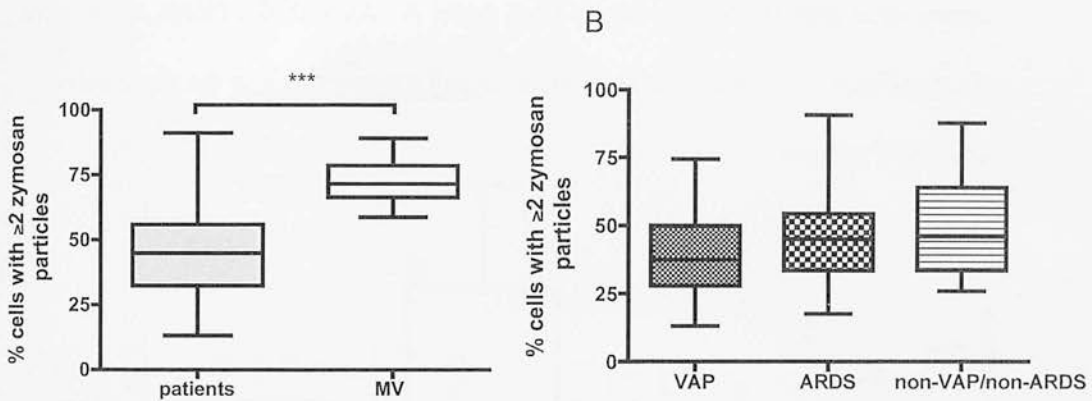 B
***
% cells with ≥2 zymosan
particles
100
75
50
25
0
patients
MV
% cells with ≥2 zymosan
particles
100
75
50
25
0
VAP
ARDS
non-VAP/non-ARDS